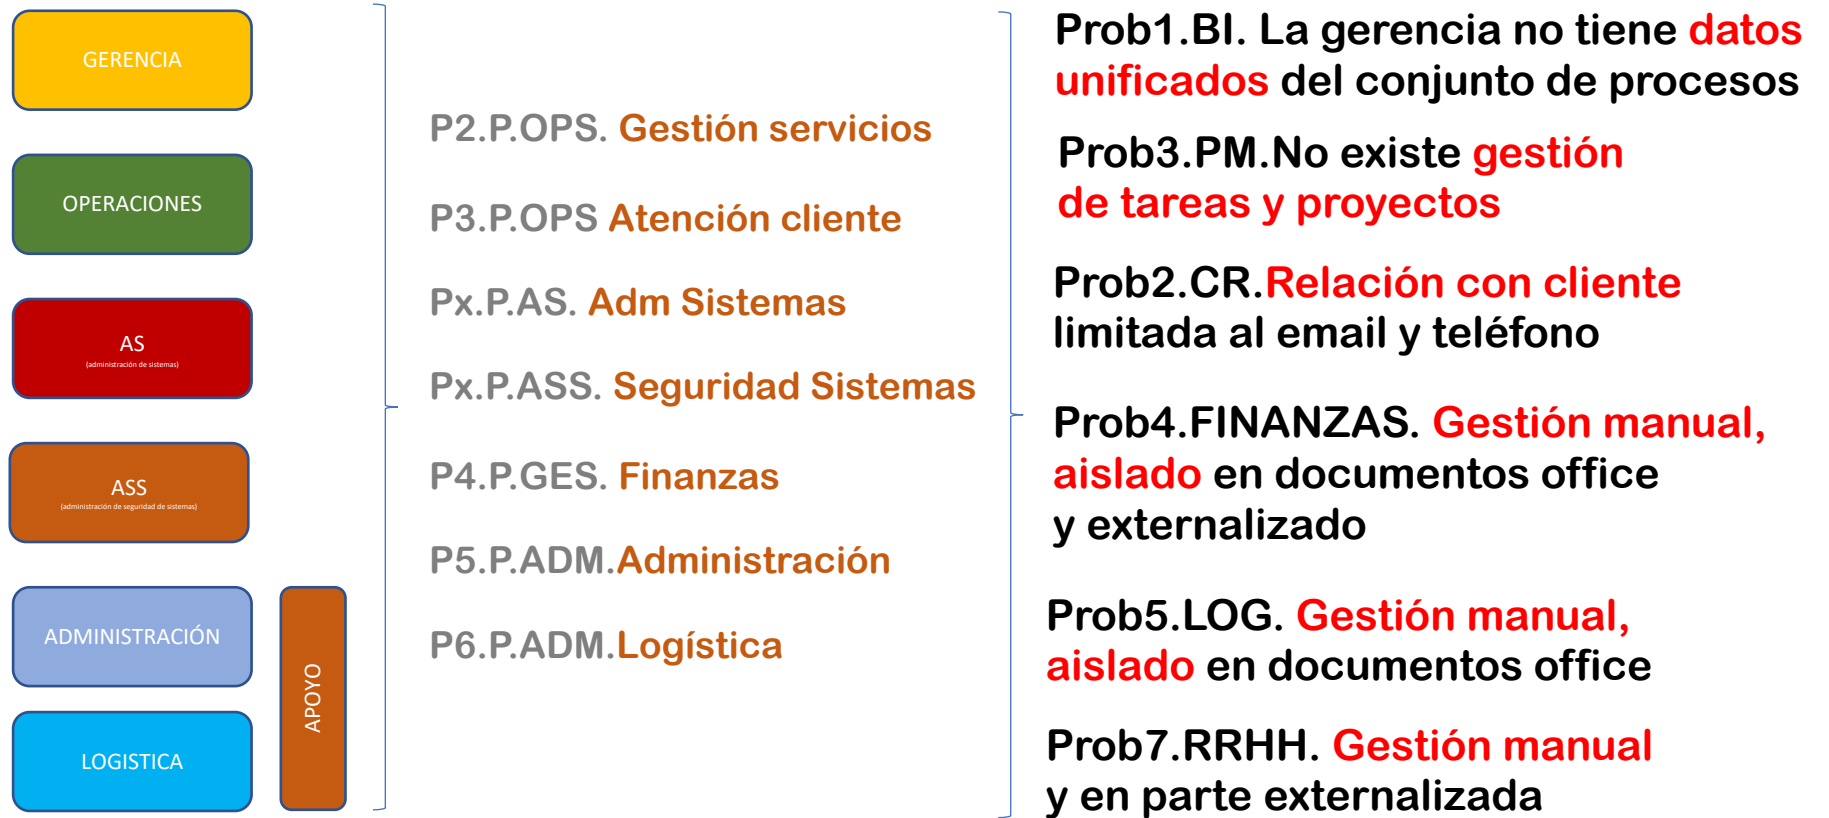 GERENCIA
OPERACIONES
AS
(administración de sistemas)
ASS
(administración de seguridad de sistemas)
ADMINISTRACIÓN
LOGISTICA
APOYO
P2.P.OPS. Gestión servicios
P3.P.OPS Atención cliente
Px.P.AS. Adm Sistemas
Px.P.ASS. Seguridad Sistemas
P4.P.GES. Finanzas
P5.P.ADM.Administración
P6.P.ADM.Logística
Prob1.BI. La gerencia no tiene datos
unificados del conjunto de procesos
Prob3.PM.No existe gestión
de tareas y proyectos
Prob2.CR.Relación con cliente
limitada al email y teléfono
Prob4.FINANZAS. Gestión manual,
aislado en documentos office
y externalizado
Prob5.LOG. Gestión manual,
aislado en documentos office
Prob7.RRHH. Gestión manual
y en parte externalizada